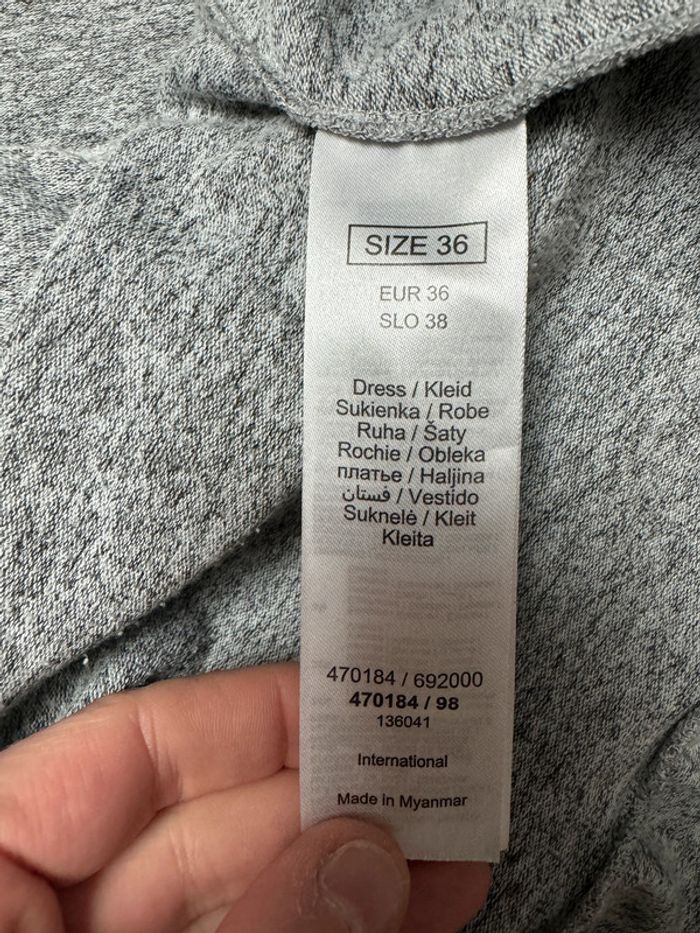 SIZE 36
EUR 36
SLO 38
Dress / Kleid
Sukienka / Robe
Ruha / Šaty
Rochie / Obleka
платье / Haljina
فستان / Vestido
Suknelė / Kleit
Kleita
470184 / 692000
470184 / 98
136041
International
Made in Myanmar